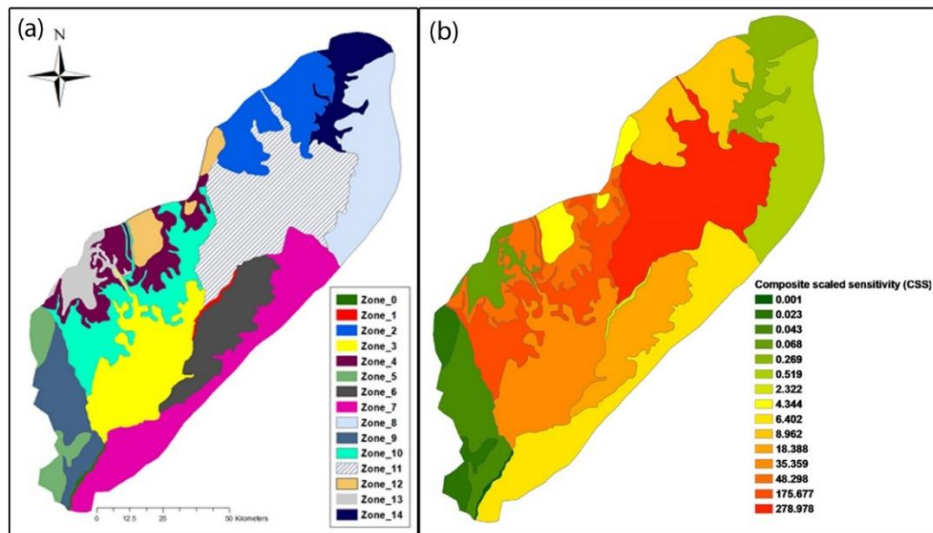 (a)
N
Zone_0
Zone_1
Zone_2
Zone_3
Zone_4
Zone_5
Zone_6
Zone_7
Zone_8
Zone_9
Zone_10
Zone_11
Zone_12
Zone_13
Zone_14
0 12.5 25 50 Kilometers
(b)
Composite scaled sensitivity (CSS)
0.001
0.023
0.043
0.068
0.269
0.519
2.322
4.344
6.402
8.962
18.388
35.359
48.298
175.677
278.978